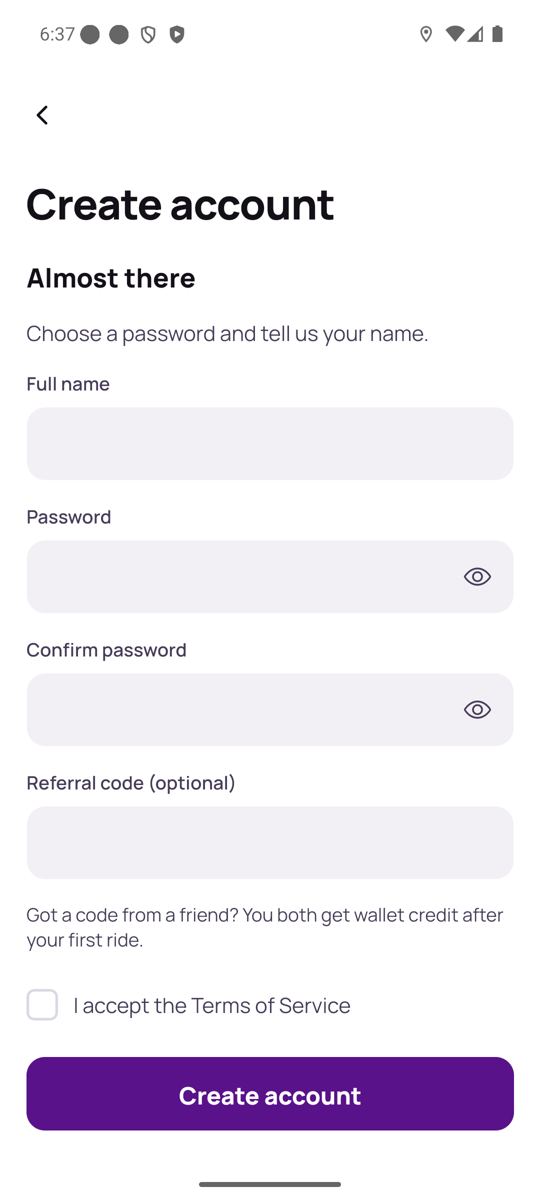 6:37
Create account
Almost there
Choose a password and tell us your name.
Full name
Password
Confirm password
Referral code (optional)
Got a code from a friend? You both get wallet credit after
your first ride.
I accept the Terms of Service
Create account